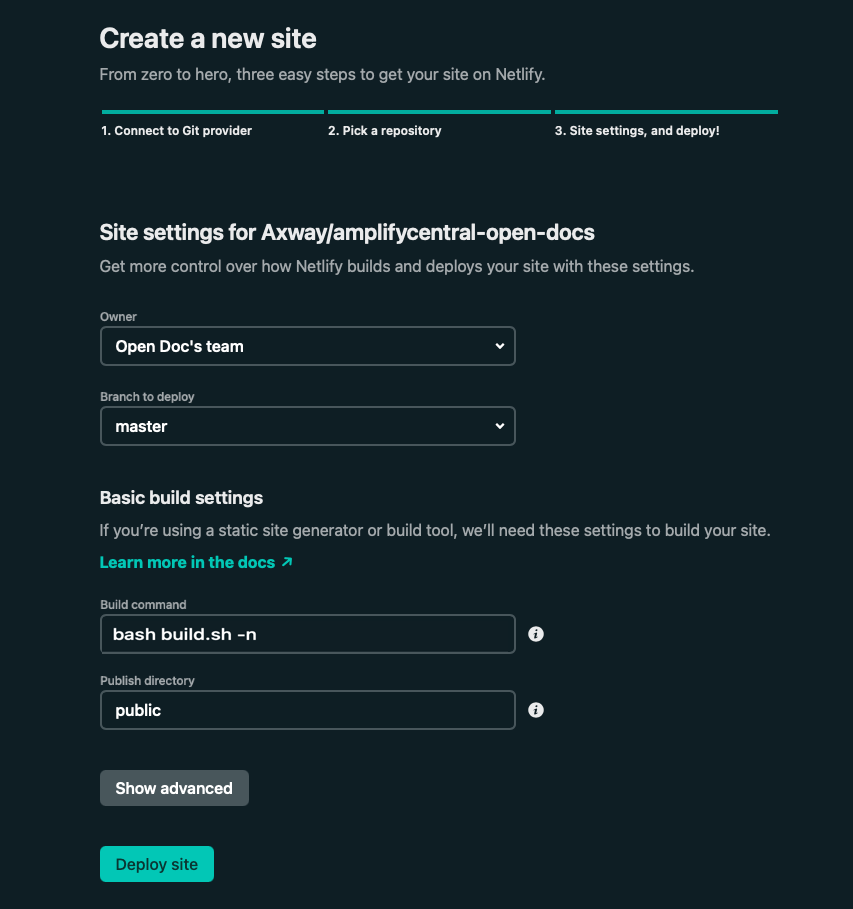 Create a new site
From zero to hero, three easy steps to get your site on Netlify.
1. Connect to Git provider
2. Pick a repository
3. Site settings, and deploy!
Site settings for Axway/amplifycentral-open-docs
Get more control over how Netlify builds and deploys your site with these settings.
Owner
Open Doc's team
Branch to deploy
master
Basic build settings
If you’re using a static site generator or build tool, we’ll need these settings to build your site.
Learn more in the docs ↗
Build command
bash build.sh -n
Publish directory
public
Show advanced
Deploy site